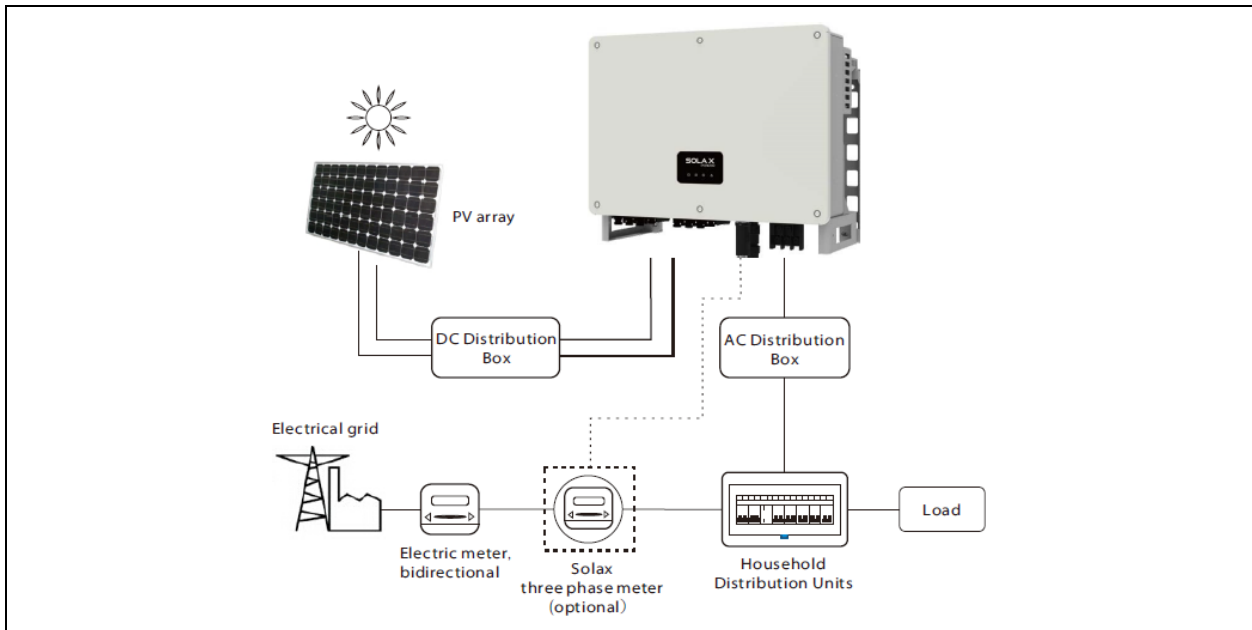 SOLAX
PV array
DC Distribution
Box
AC Distribution
Box
Electrical grid
Electric meter,
bidirectional
Solax
three phase meter
(optional)
Household
Distribution Units
Load